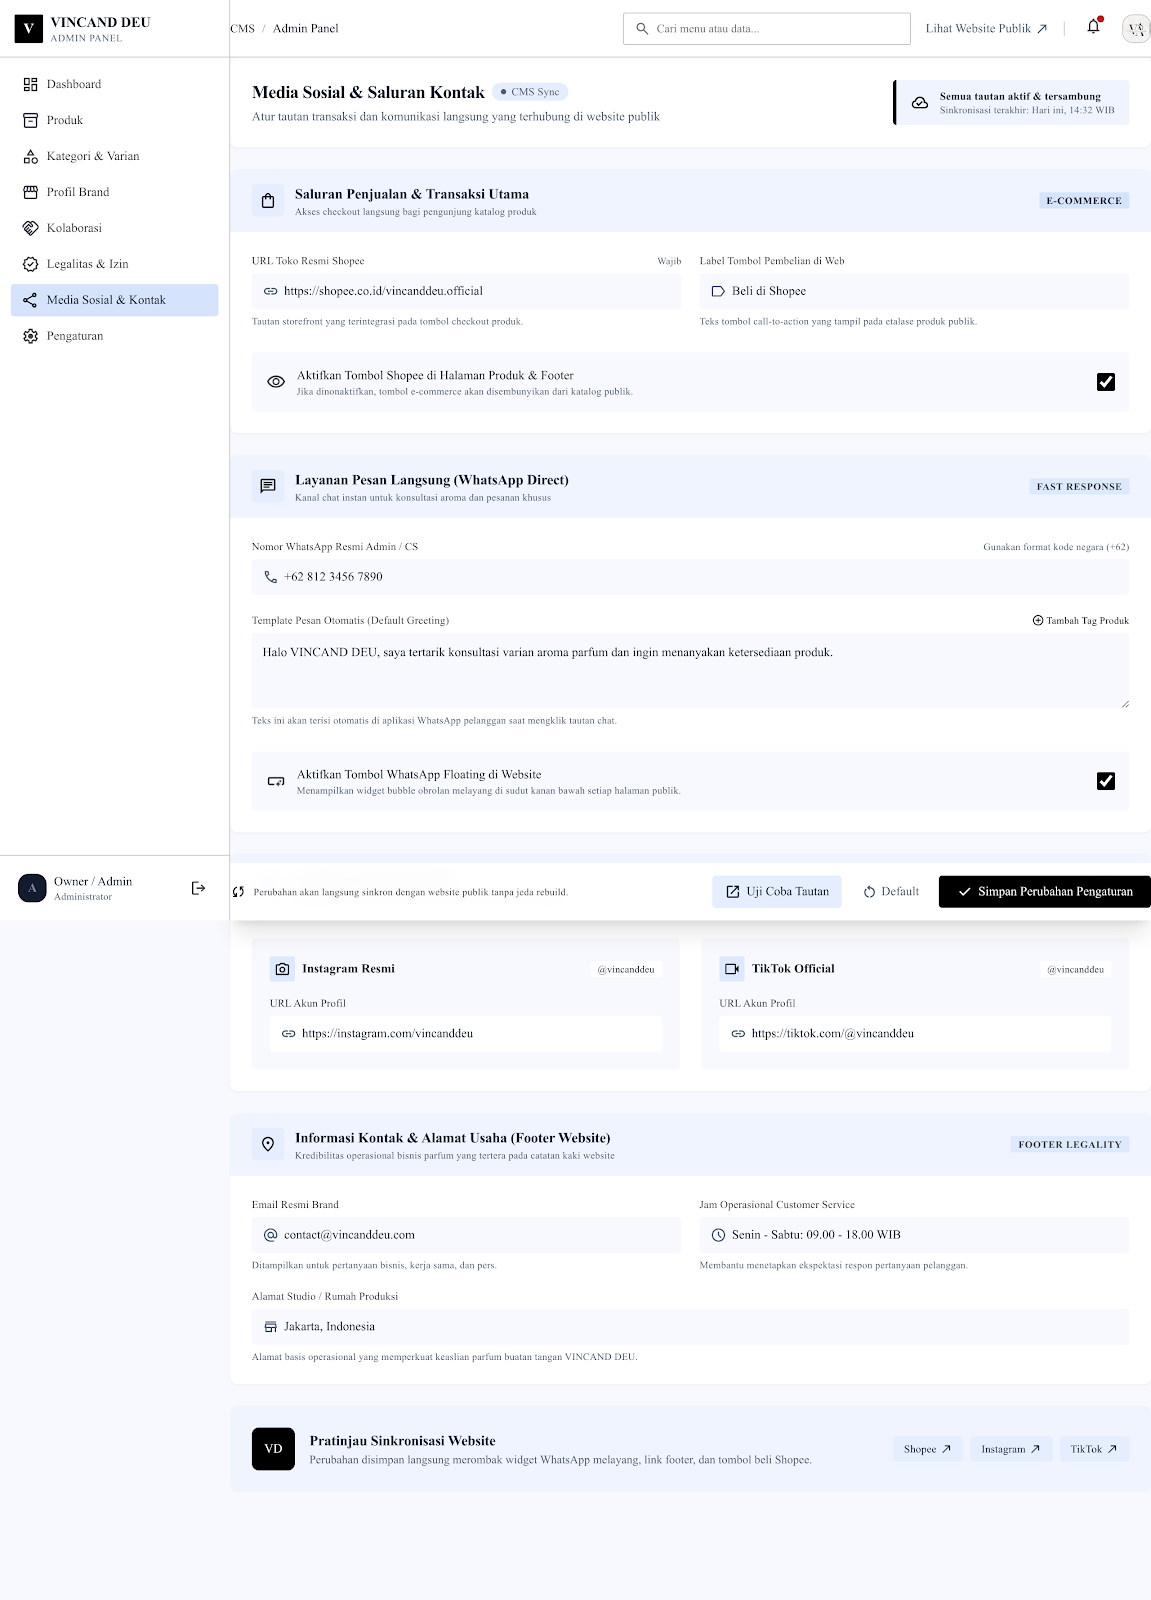 V
VINCAND DEU
ADMIN PANEL
CMS / Admin Panel
Cari menu atau data...
Lihat Website Publik
Dashboard
Produk
Kategori & Varian
Profil Brand
Kolaborasi
Legalitas & Izin
Media Sosial & Kontak
Pengaturan
Owner / Admin
Administrator
A
Media Sosial & Saluran Kontak
CMS Sync
Atur tautan transaksi dan komunikasi langsung yang terhubung di website publik
Semua tautan aktif & tersambung
Sinkronisasi terakhir: Hari ini, 14:32 WIB
Saluran Penjualan & Transaksi Utama
Akses checkout langsung bagi pengunjung katalog produk
E-COMMERCE
URL Toko Resmi Shopee
Wajib
https://shopee.co.id/vincanddeu.official
Tautan storefront yang terintegrasi pada tombol checkout produk.
Label Tombol Pembelian di Web
Beli di Shopee
Teks tombol call-to-action yang tampil pada etalase produk publik.
Aktifkan Tombol Shopee di Halaman Produk & Footer
Jika dinonaktifkan, tombol e-commerce akan disembunyikan dari katalog publik.
Layanan Pesan Langsung (WhatsApp Direct)
Kanal chat instan untuk konsultasi aroma dan pesanan khusus
FAST RESPONSE
Nomor WhatsApp Resmi Admin / CS
Gunakan format kode negara (+62)
+62 812 3456 7890
Template Pesan Otomatis (Default Greeting)
Tambah Tag Produk
Halo VINCAND DEU, saya tertarik konsultasi varian aroma parfum dan ingin menanyakan ketersediaan produk.
Teks ini akan terisi otomatis di aplikasi WhatsApp pelanggan saat mengklik tautan chat.
Aktifkan Tombol WhatsApp Floating di Website
Menampilkan widget bubble obrolan melayang di sudut kanan bawah setiap halaman publik.
Perubahan akan langsung sinkron dengan website publik tanpa jeda rebuild.
Uji Coba Tautan
Default
Simpan Perubahan Pengaturan
Instagram Resmi
@vincanddeu
URL Akun Profil
https://instagram.com/vincanddeu
TikTok Official
@vincanddeu
URL Akun Profil
https://tiktok.com/@vincanddeu
Informasi Kontak & Alamat Usaha (Footer Website)
Kredibilitas operasional bisnis parfum yang tertera pada catatan kaki website
FOOTER LEGALITY
Email Resmi Brand
contact@vincanddeu.com
Ditampilkan untuk pertanyaan bisnis, kerja sama, dan pers.
Jam Operasional Customer Service
Senin - Sabtu: 09.00 - 18.00 WIB
Membantu menetapkan ekspektasi respon pertanyaan pelanggan.
Alamat Studio / Rumah Produksi
Jakarta, Indonesia
Alamat basis operasional yang memperkuat keaslian parfum buatan tangan VINCAND DEU.
VD
Pratinjau Sinkronisasi Website
Perubahan disimpan langsung merombak widget WhatsApp melayang, link footer, dan tombol beli Shopee.
Shopee
Instagram
TikTok